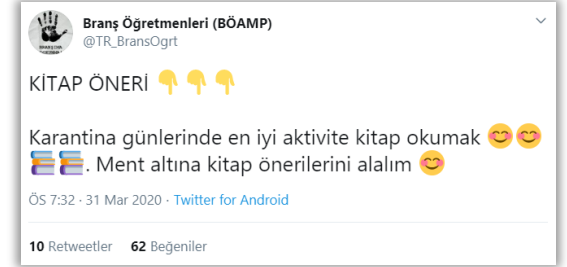 Branş Öğretmenleri (BÖAMP)
@TR_BransOgrt
KİTAP ÖNERİ 👇👇👇
Karantina günlerinde en iyi aktivite kitap okumak 😊😊
📚📚. Ment altına kitap önerilerini alalım 😊
ÖS 7:32 · 31 Mar 2020 · Twitter for Android
10 Retweetler 62 Beğeniler